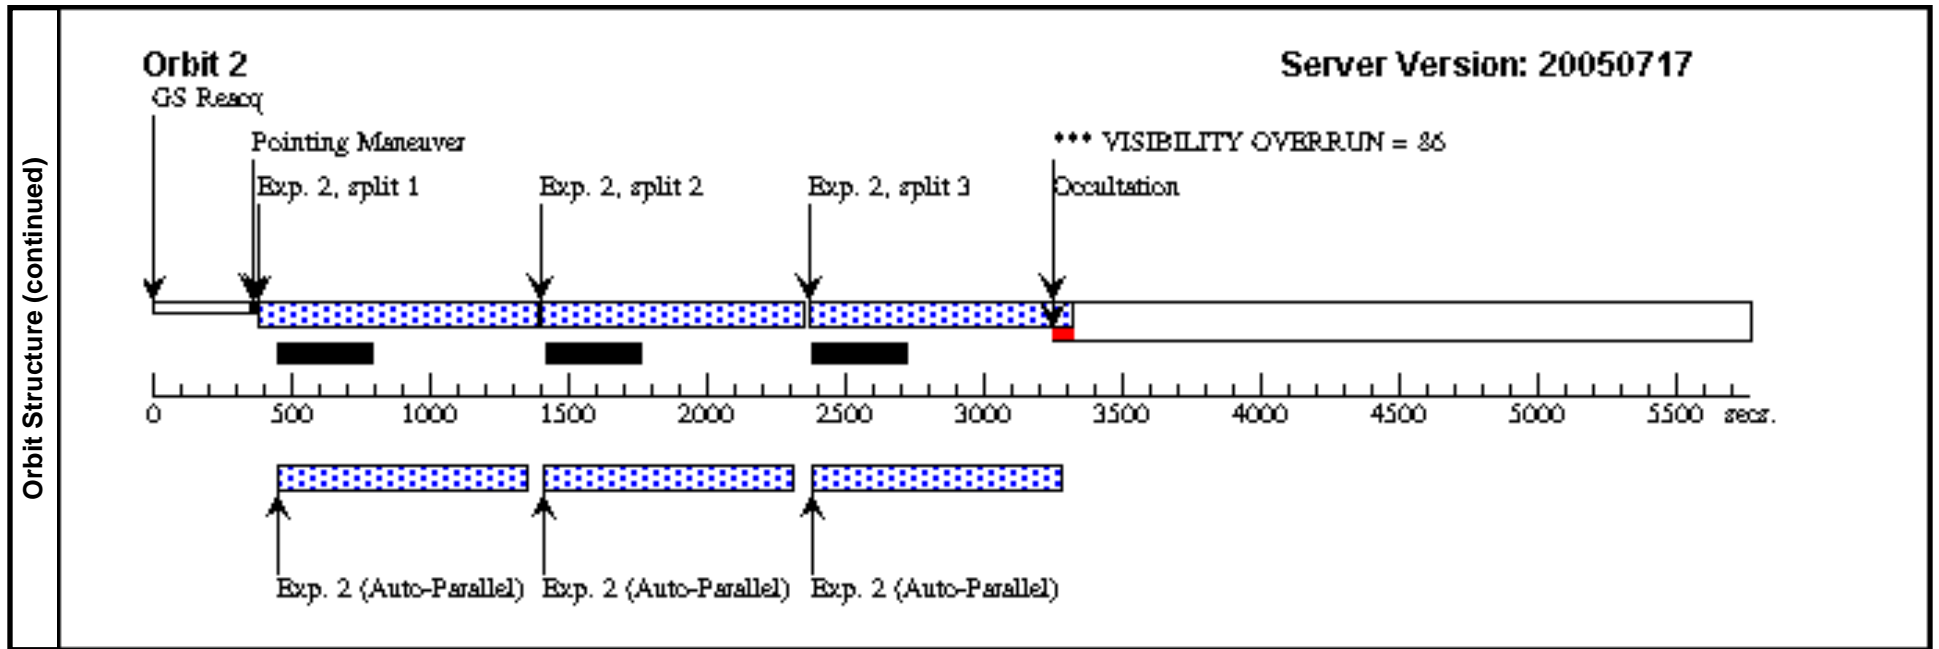 Orbit Structure (continued)
Orbit 2
Server Version: 20050717
GS Reacq
Pointing Maneuver
*** VISIBILITY OVERRUN = 86
Exp. 2, split 1
Exp. 2, split 2
Exp. 2, split 3
Occultation
0 500 1000 1500 2000 2500 3000 3500 4000 4500 5000 5500 secs.
Exp. 2 (Auto-Parallel)
Exp. 2 (Auto-Parallel)
Exp. 2 (Auto-Parallel)